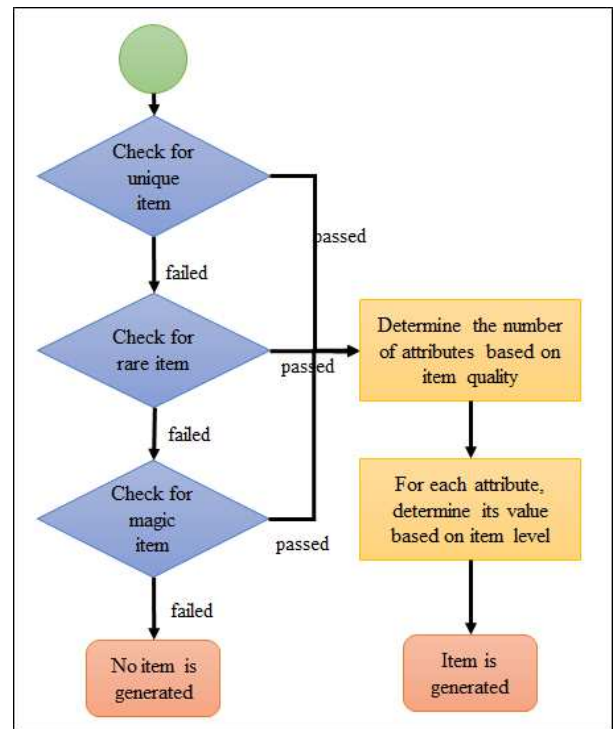 Check for
unique
item
passed
failed
Check for
rare item
passed
Determine the number
of attributes based on
item quality
failed
Check for
magic
item
passed
For each attribute,
determine its value
based on item level
failed
No item is
generated
Item is
generated